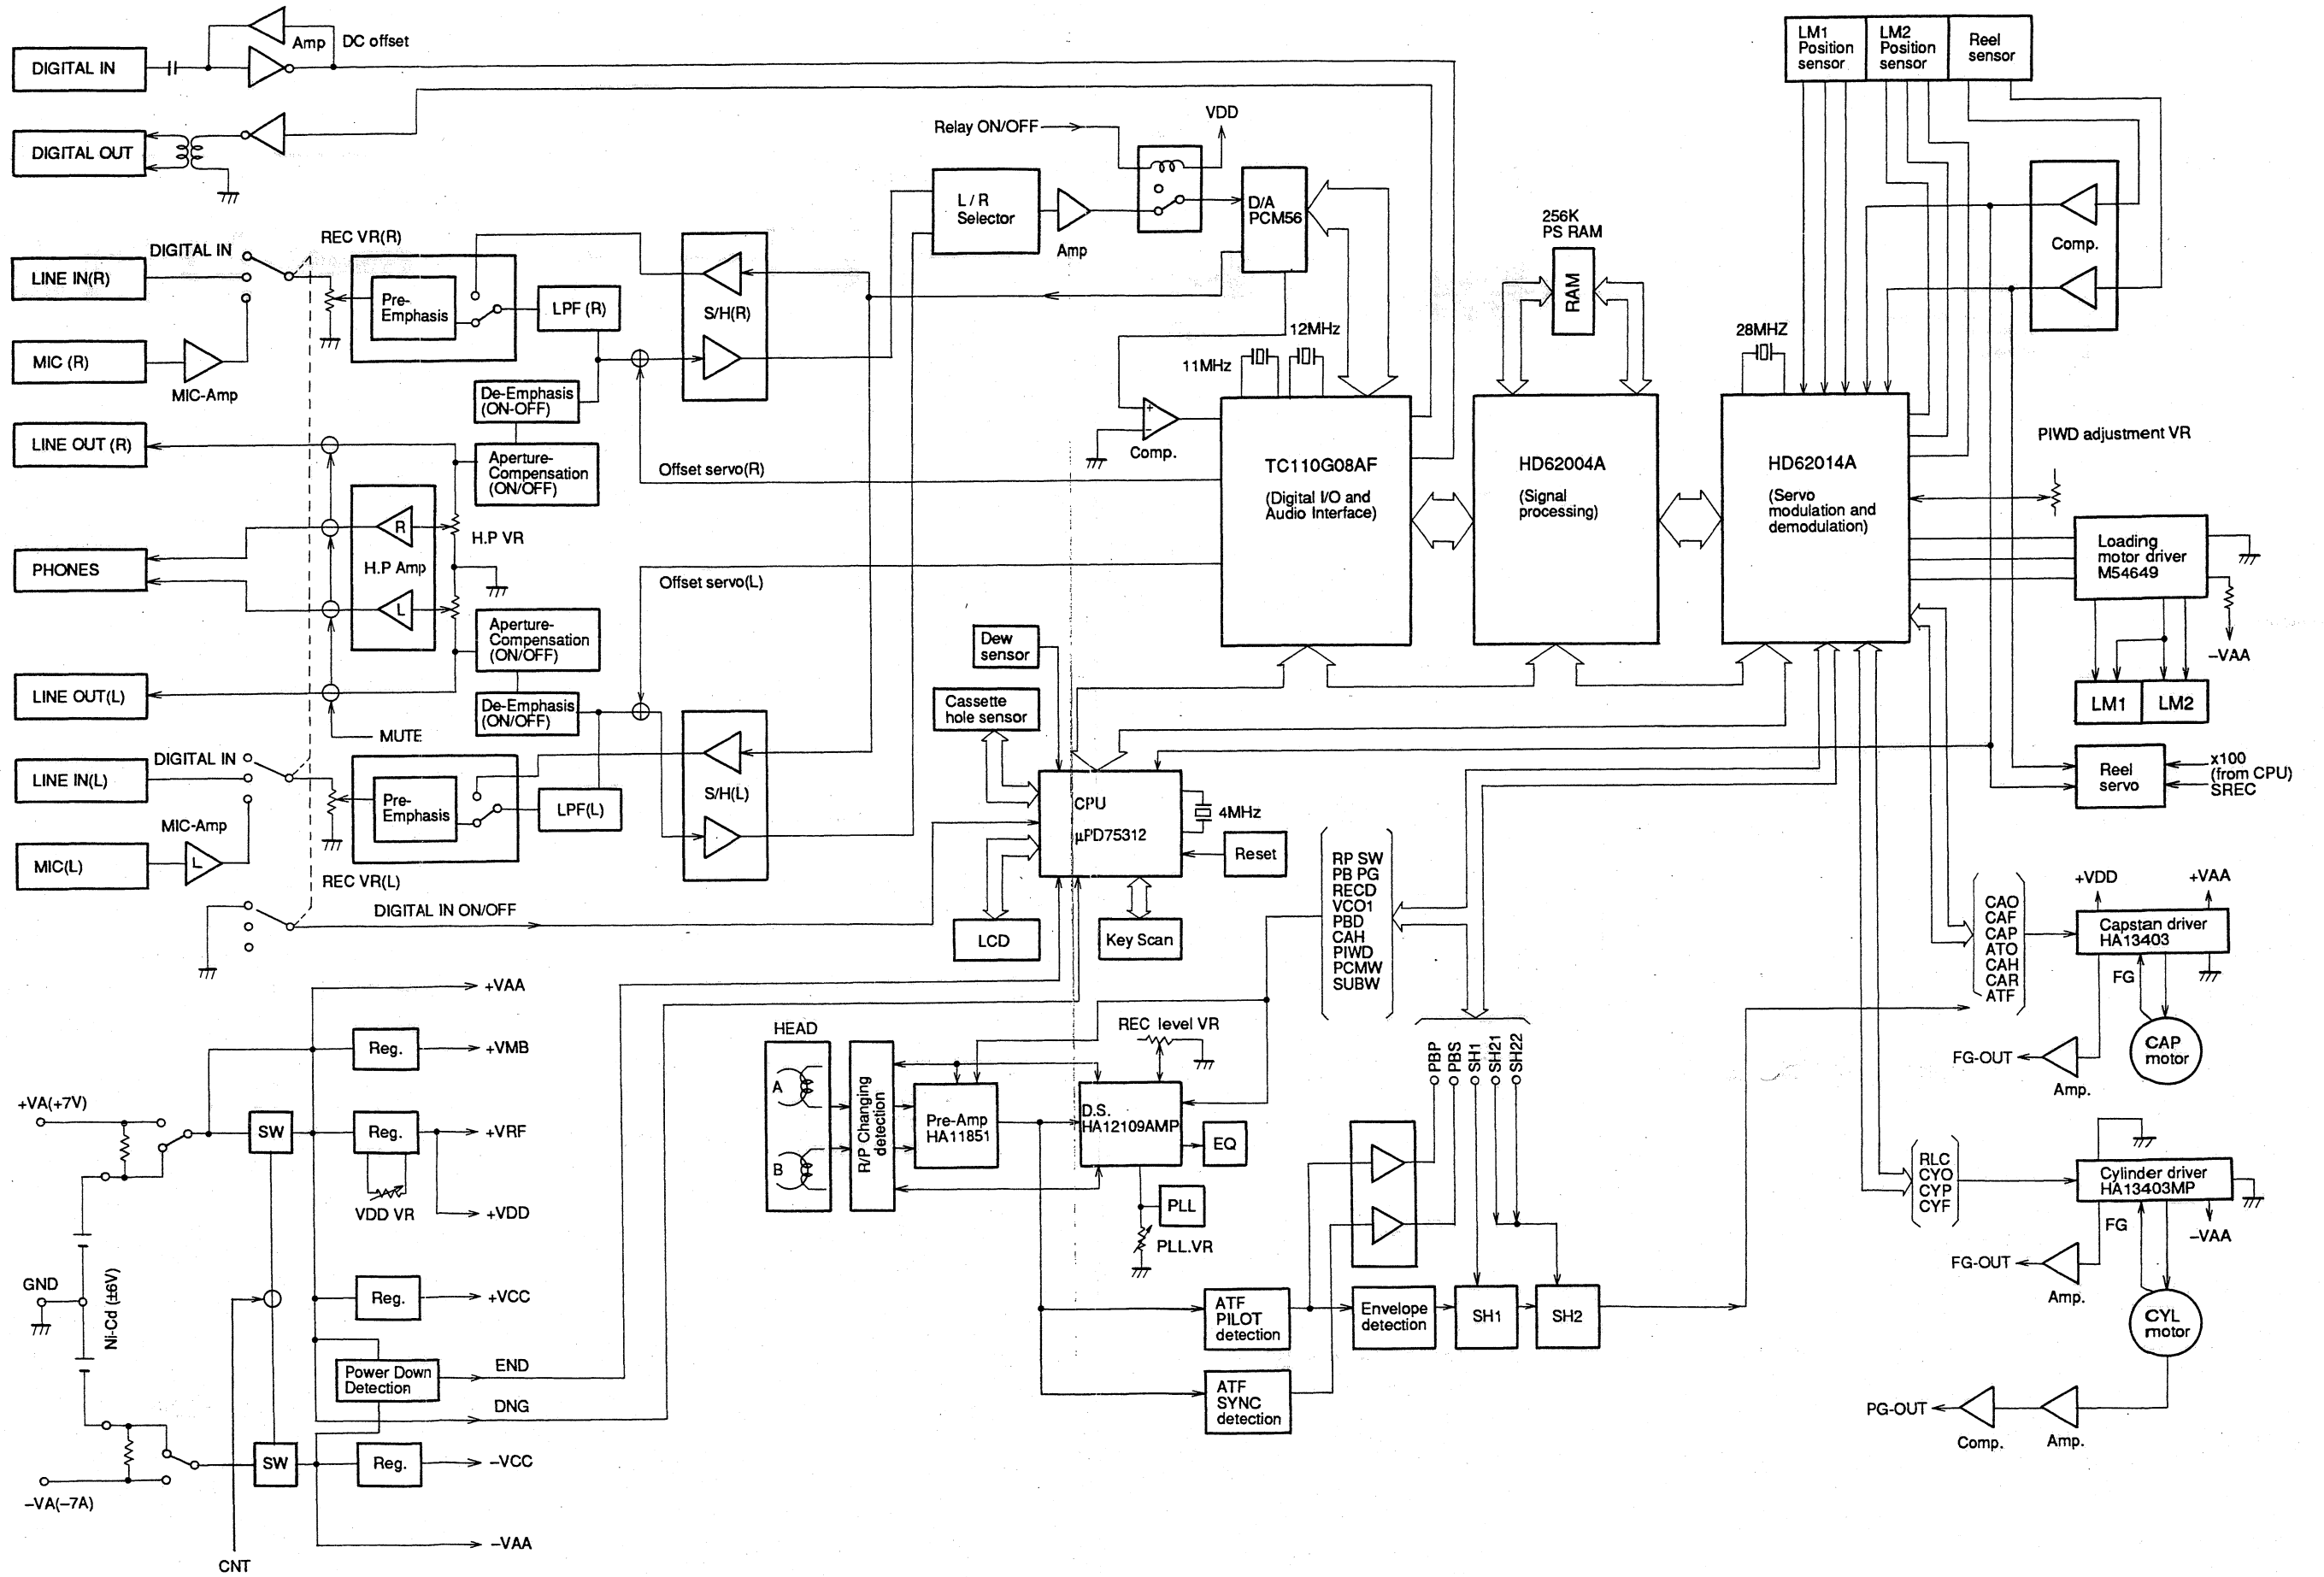 DIGITAL IN
Amp
DC offset
DIGITAL OUT
LM1
Position
sensor
LM2
Position
sensor
Reel
sensor
Relay ON/OFF
VDD
L / R
Selector
Amp
D/A
PCM56
256K
PS RAM
RAM
Comp.
DIGITAL IN
REC VR(R)
LINE IN(R)
Pre-
Emphasis
LPF (R)
S/H(R)
MIC (R)
MIC-Amp
De-Emphasis
(ON-OFF)
11MHz
12MHz
28MHZ
Comp.
LINE OUT (R)
Aperture-
Compensation
(ON/OFF)
Offset servo(R)
TC110G08AF
(Digital I/O and
Audio Interface)
HD62004A
(Signal
processing)
HD62014A
(Servo
modulation and
demodulation)
PIWD adjustment VR
R
H.P VR
PHONES
H.P Amp
L
Offset servo(L)
Loading
motor driver
M54649
–VAA
LM1
LM2
Aperture-
Compensation
(ON/OFF)
De-Emphasis
(ON/OFF)
LINE OUT(L)
MUTE
Dew
sensor
Cassette
hole sensor
DIGITAL IN
LINE IN(L)
Pre-
Emphasis
LPF(L)
S/H(L)
MIC-Amp
MIC(L)
L
REC VR(L)
DIGITAL IN ON/OFF
CPU
µPD75312
4MHz
Reset
LCD
Key Scan
Reel
servo
x100
(from CPU)
SREC
RP SW
PB PG
RECD
VCO1
PBD
CAH
PIWD
PCMW
SUBW
CAO
CAF
CAP
ATO
CAH
CAR
ATF
+VDD
+VAA
Capstan driver
HA13403
FG
CAP
motor
FG-OUT
Amp.
+VAA
Reg.
+VMB
+VA(+7V)
SW
Reg.
+VRF
VDD VR
+VDD
GND
Ni-Cd (±6V)
Reg.
+VCC
Power Down
Detection
END
DNG
SW
Reg.
–VCC
–VA(–7A)
–VAA
CNT
HEAD
A
B
R/P Changing
detection
Pre-Amp
HA11851
REC level VR
D.S.
HA12109AMP
EQ
PLL
PLL.VR
PBP
PBS
SH1
SH21
SH22
ATF
PILOT
detection
Envelope
detection
SH1
SH2
ATF
SYNC
detection
RLC
CYO
CYP
CYF
Cylinder driver
HA13403MP
FG
–VAA
FG-OUT
Amp.
CYL
motor
PG-OUT
Comp.
Amp.